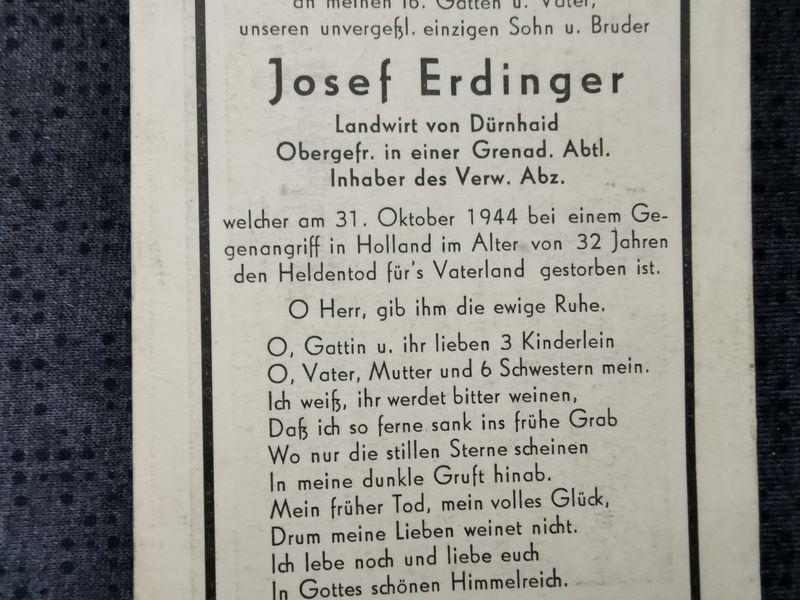 an meinen lb. Gatten u. Vater,
unseren unvergeßl. einzigen Sohn u. Bruder
Josef Erdinger
Landwirt von Dürnhaid
Obergefr. in einer Grenad. Abtl.
Inhaber des Verw. Abz.
welcher am 31. Oktober 1944 bei einem Ge-
genangriff in Holland im Alter von 32 Jahren
den Heldentod für's Vaterland gestorben ist.
O Herr, gib ihm die ewige Ruhe.
O, Gattin u. ihr lieben 3 Kinderlein
O, Vater, Mutter und 6 Schwestern mein.
Ich weiß, ihr werdet bitter weinen,
Daß ich so ferne sank ins frühe Grab
Wo nur die stillen Sterne scheinen
In meine dunkle Gruft hinab.
Mein früher Tod, mein volles Glück,
Drum meine Lieben weinet nicht.
Ich lebe noch und liebe euch
In Gottes schönen Himmelreich.